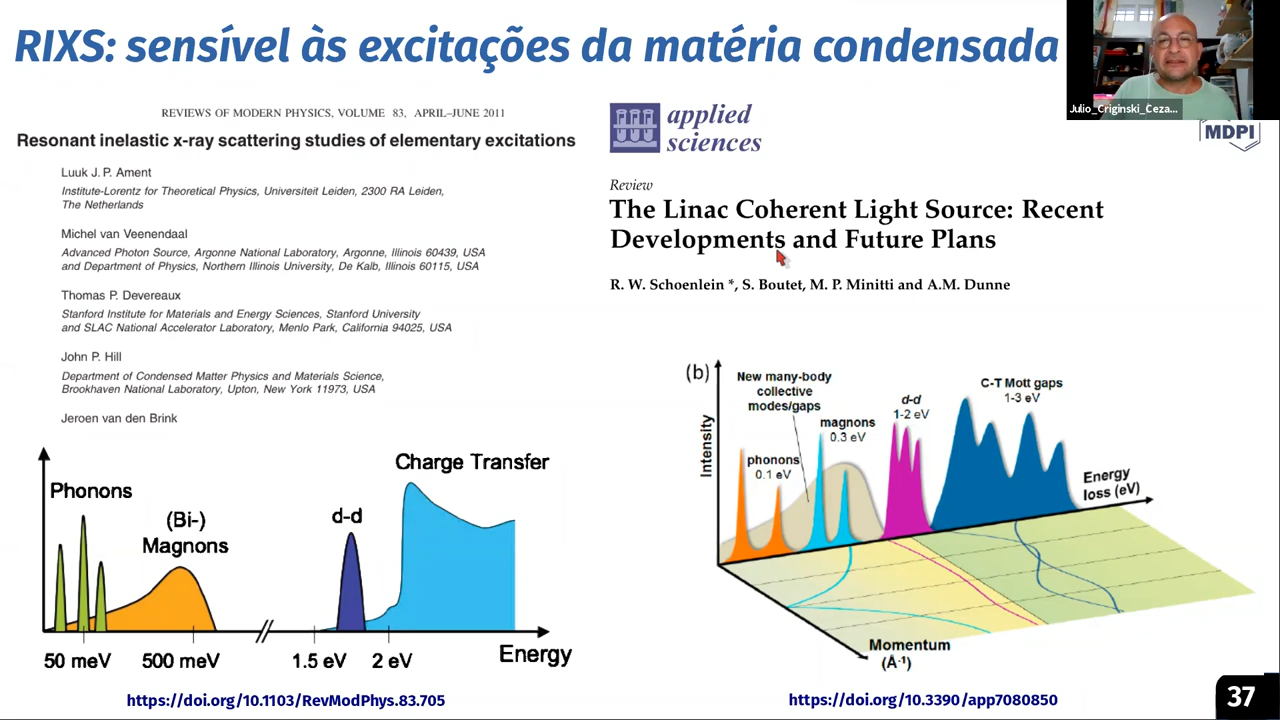 RIXS: sensível às excitações da matéria condensada
Julio_Criginski_Ceza...
REVIEWS OF MODERN PHYSICS, VOLUME 83, APRIL–JUNE 2011
Resonant inelastic x-ray scattering studies of elementary excitations
Luuk J. P. Ament
Institute-Lorentz for Theoretical Physics, Universiteit Leiden, 2300 RA Leiden,
The Netherlands
Michel van Veenendaal
Advanced Photon Source, Argonne National Laboratory, Argonne, Illinois 60439, USA
and Department of Physics, Northern Illinois University, De Kalb, Illinois 60115, USA
Thomas P. Devereaux
Stanford Institute for Materials and Energy Sciences, Stanford University
and SLAC National Accelerator Laboratory, Menlo Park, California 94025, USA
John P. Hill
Department of Condensed Matter Physics and Materials Science,
Brookhaven National Laboratory, Upton, New York 11973, USA
Jeroen van den Brink
Phonons
(Bi-)
Magnons
d-d
Charge Transfer
50 meV
500 meV
1.5 eV
2 eV
Energy
https://doi.org/10.1103/RevModPhys.83.705
applied
sciences
MDPI
Review
The Linac Coherent Light Source: Recent
Developments and Future Plans
R. W. Schoenlein *, S. Boutet, M. P. Minitti and A.M. Dunne
(b)
Intensity
New many-body
collective
modes/gaps
phonons
0.1 eV
magnons
0.3 eV
d-d
1-2 eV
C-T Mott gaps
1-3 eV
Energy
loss (eV)
Momentum
(Å-1)
https://doi.org/10.3390/app7080850
37